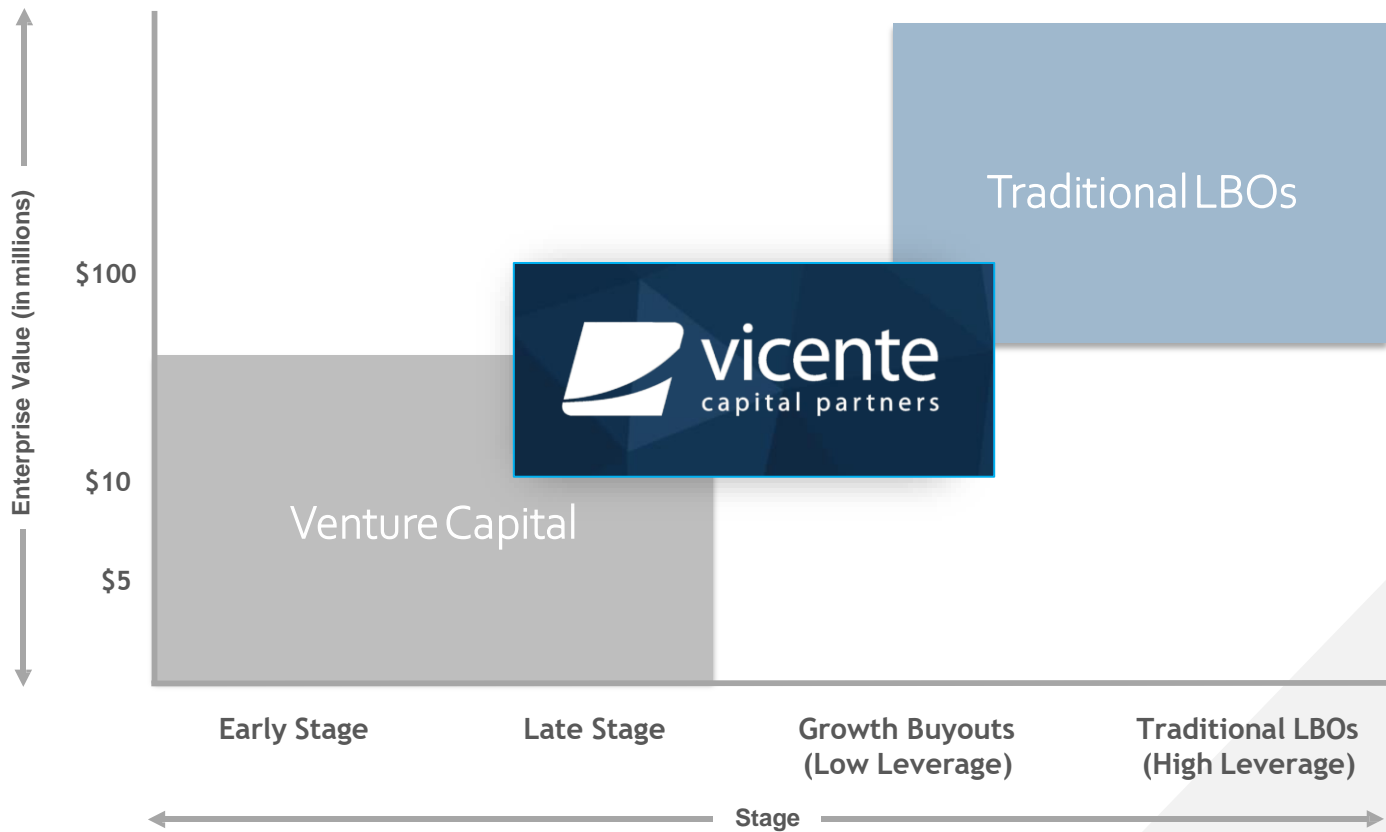 Enterprise Value (in millions)
$100
$10
$5
Traditional LBOs
vicente
capital partners
Venture Capital
Early Stage
Late Stage
Growth Buyouts
(Low Leverage)
Traditional LBOs
(High Leverage)
Stage